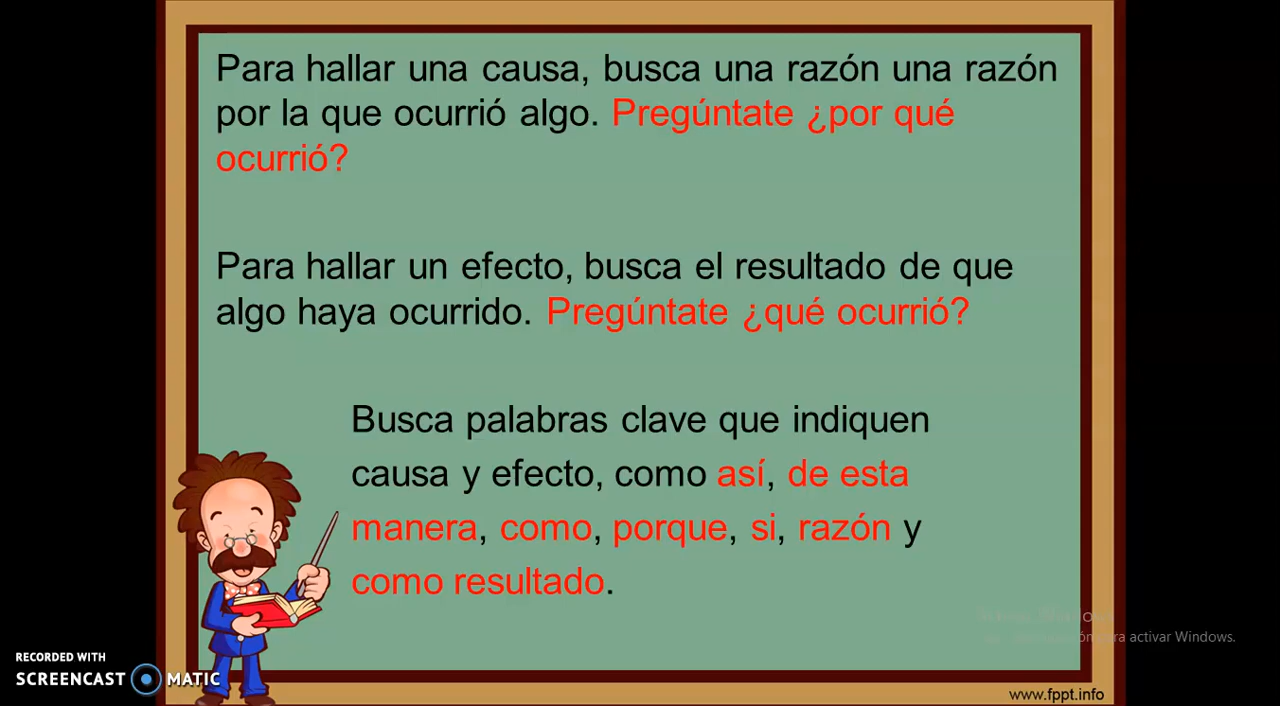 Para hallar una causa, busca una razón una razón
por la que ocurrió algo. Pregúntate ¿por qué
ocurrió?
Para hallar un efecto, busca el resultado de que
algo haya ocurrido. Pregúntate ¿qué ocurrió?
Busca palabras clave que indiquen
causa y efecto, como así, de esta
manera, como, porque, si, razón y
como resultado.
para activar Windows.
RECORDED WITH
SCREENCAST MATIC
www.fppt.info